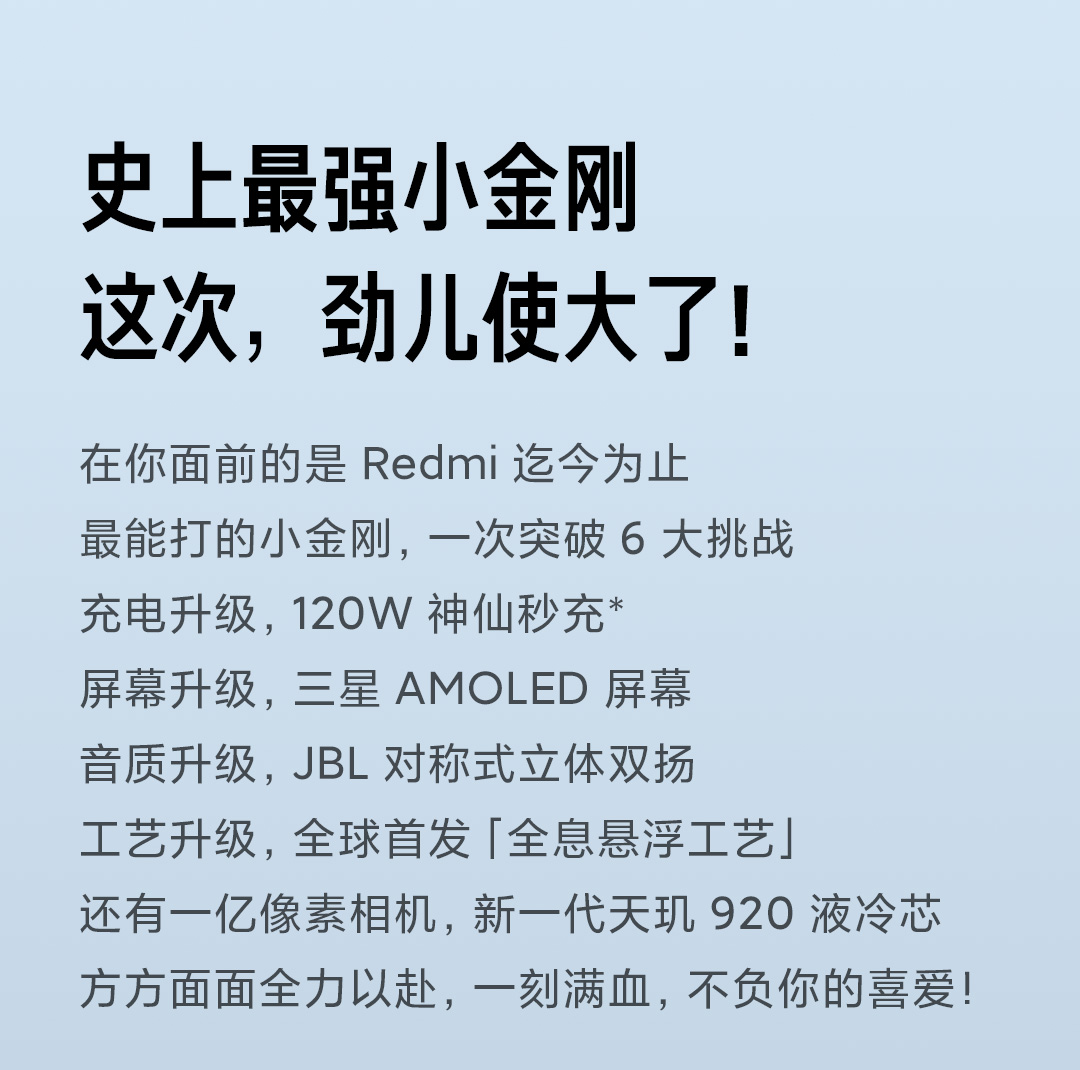 史上最强小金刚
这次，劲儿使大了！
在你面前的是 Redmi 迄今为止
最能打的小金刚，一次突破 6 大挑战
充电升级，120W 神仙秒充*
屏幕升级，三星 AMOLED 屏幕
音质升级，JBL 对称式立体双扬
工艺升级，全球首发「全息悬浮工艺」
还有一亿像素相机，新一代天玑 920 液冷芯
方方面面全力以赴，一刻满血，不负你的喜爱！